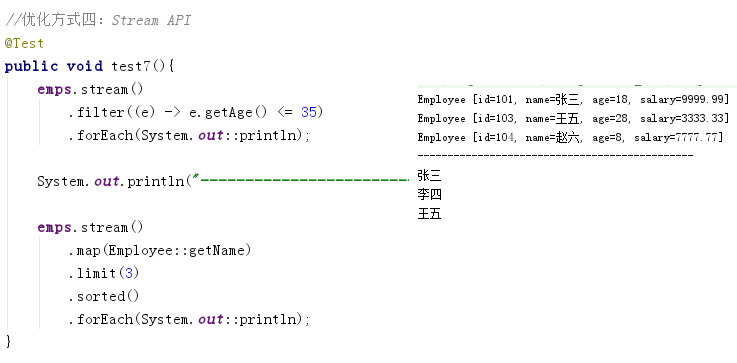 //优化方式四：Stream API
@Test
public void test7(){
emps.stream()
.filter((e) -> e.getAge() <= 35)
.forEach(System.out::println);
System.out.println("--------------------------
emps.stream()
.map(Employee::getName)
.limit(3)
.sorted()
.forEach(System.out::println);
}
Employee [id=101, name=张三, age=18, salary=9999.99]
Employee [id=103, name=王五, age=28, salary=3333.33]
Employee [id=104, name=赵六, age=8, salary=7777.77]
----------------------------------------------
张三
李四
王五